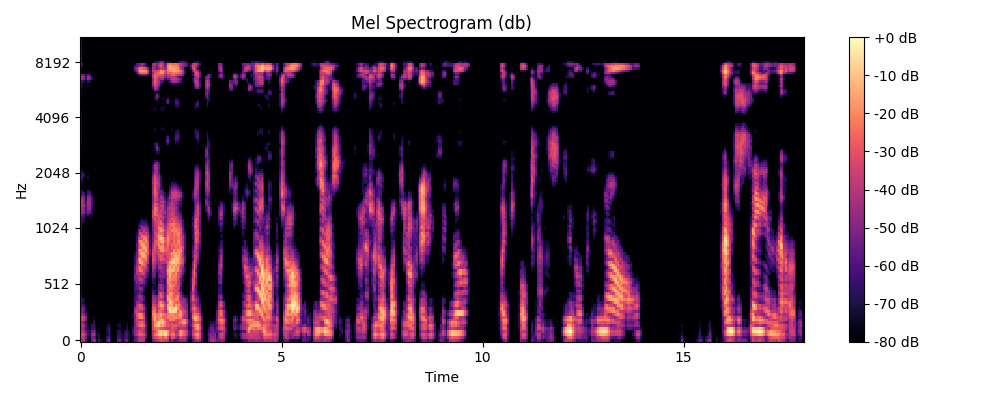 Mel Spectrogram (db)
8192
4096
2048
1024
512
0
Hz
0 5 10 15
Time
+0 dB
-10 dB
-20 dB
-30 dB
-40 dB
-50 dB
-60 dB
-70 dB
-80 dB